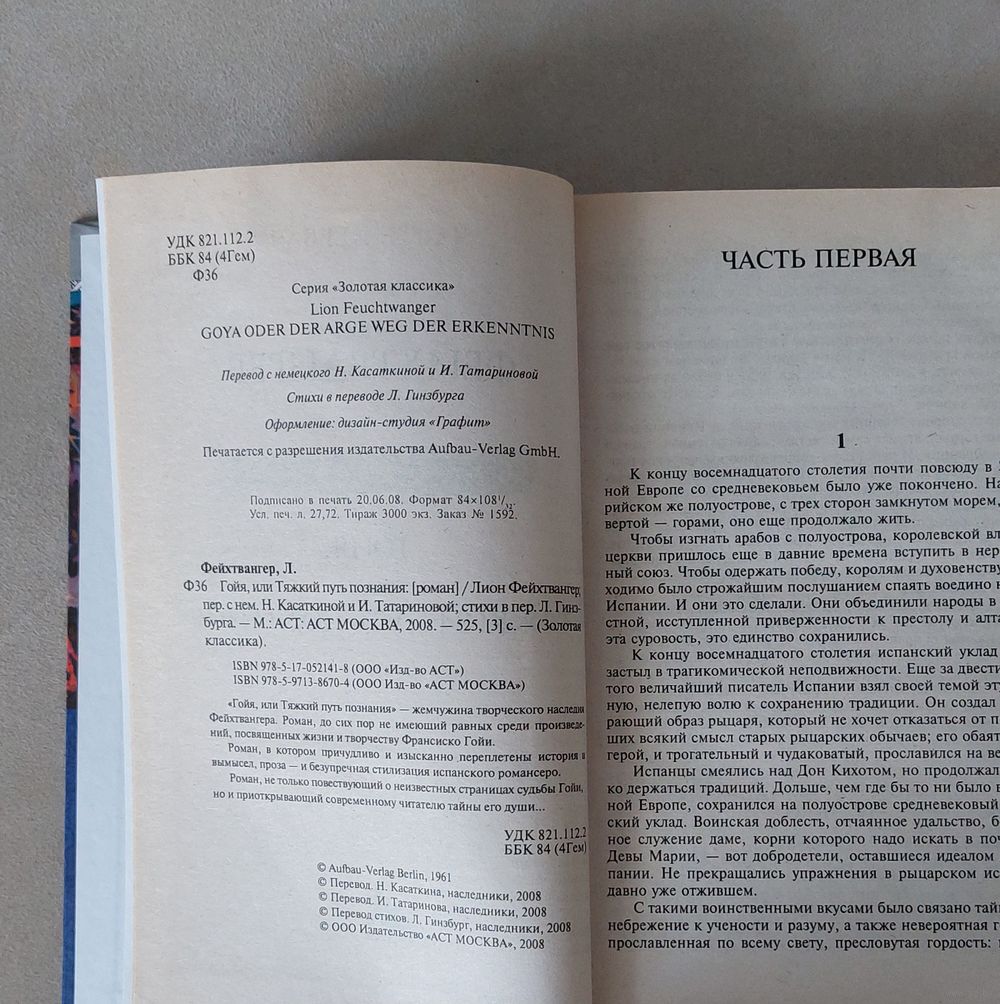 УДК 821.112.2
ББК 84 (4Гем)
Ф36
Серия «Золотая классика»
Lion Feuchtwanger
GOYA ODER DER ARGE WEG DER ERKENNTNIS
Перевод с немецкого Н. Касаткиной и И. Татариновой
Стихи в переводе Л. Гинзбурга
Оформление: дизайн-студия «Графит»
Печатается с разрешения издательства Aufbau-Verlag GmbH.
Подписано в печать 20.06.08. Формат 84×108¹/₃₂.
Усл. печ. л. 27,72. Тираж 3000 экз. Заказ № 1592.
Фейхтвангер, Л.
Ф36 Гойя, или Тяжкий путь познания: [роман] / Лион Фейхтвангер;
пер. с нем. Н. Касаткиной и И. Татариновой; стихи в пер. Л. Гинз-
бурга. — М.: АСТ: АСТ МОСКВА, 2008. — 525, [3] с. — (Золотая
классика).
ISBN 978-5-17-052141-8 (ООО «Изд-во АСТ»)
ISBN 978-5-9713-8670-4 (ООО Изд-во «АСТ МОСКВА»)
«Гойя, или Тяжкий путь познания» — жемчужина творческого наследия
Фейхтвангера. Роман, до сих пор не имеющий равных среди произведе-
ний, посвященных жизни и творчеству Франсиско Гойи.
Роман, в котором причудливо и изысканно переплетены история и
вымысел, проза — и безупречная стилизация испанского романсеро.
Роман, не только повествующий о неизвестных страницах судьбы Гойи,
но и приоткрывающий современному читателю тайны его души...
УДК 821.112.2
ББК 84 (4Гем)
© Aufbau-Verlag Berlin, 1961
© Перевод. Н. Касаткина, наследники, 2008
© Перевод. И. Татаринова, наследники, 2008
© Перевод стихов. Л. Гинзбург, наследники, 2008
© ООО Издательство «АСТ МОСКВА», 2008
ЧАСТЬ ПЕРВАЯ
1
К концу восемнадцатого столетия почти повсюду в
ной Европе со средневековьем было уже покончено. На
рийском же полуострове, с трех сторон замкнутом морем,
вертой — горами, оно еще продолжало жить.
Чтобы изгнать арабов с полуострова, королевской вл
церкви пришлось еще в давние времена вступить в нер
ный союз. Чтобы одержать победу, королям и духовенству
ходимо было строжайшим послушанием спаять воедино н
Испании. И они это сделали. Они объединили народы в
стной, исступленной приверженности к престолу и алта
эта суровость, это единство сохранились.
К концу восемнадцатого столетия испанский уклад
застыл в трагикомической неподвижности. Еще за двести
того величайший писатель Испании взял своей темой эту
ную, нелепую волю к сохранению традиции. Он создал
рающий образ рыцаря, который не хочет отказаться от п
ших всякий смысл старых рыцарских обычаев; его обаят
герой, и трогательный и чудаковатый, прославился на ве
Испанцы смеялись над Дон Кихотом, но продолжал
ко держаться традиций. Дольше, чем где бы то ни было в
ной Европе, сохранился на полуострове средневековый
ский уклад. Воинская доблесть, отчаянное удальство, б
ное служение даме, корни которого надо искать в поч
Девы Марии, — вот добродетели, оставшиеся идеалом
пании. Не прекращались упражнения в рыцарском ис
давно уже отжившем.
С такими воинственными вкусами было связано тай
небрежение к учености и разуму, а также невероятная г
прославленная по всему свету, пресловутая гордость: